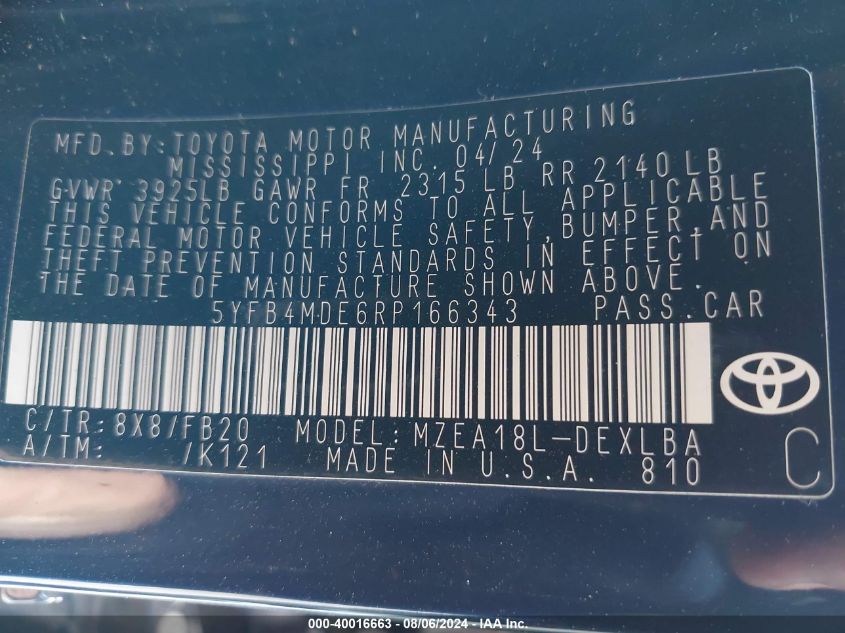 MFD.BY:TOYOTA MOTOR MANUFACTURING
MISSISSIPPI INC. 04/24
GVWR 3925LB GAWR FR 2315 LB RR 2140 LB
THIS VEHICLE CONFORMS TO ALL APPLICABLE
FEDERAL MOTOR VEHICLE SAFETY,BUMPER,AND
THEFT PREVENTION STANDARDS IN EFFECT ON
THE DATE OF MANUFACTURE SHOWN ABOVE.
5YFB4MDE6RP166343 PASS.CAR
C/TR:8X8/FB20 MODEL:MZEA18L-DEXLBA
A/TM: /K121 MADE IN U.S.A. 810
C
000-40016663 - 08/06/2024 - IAA Inc.